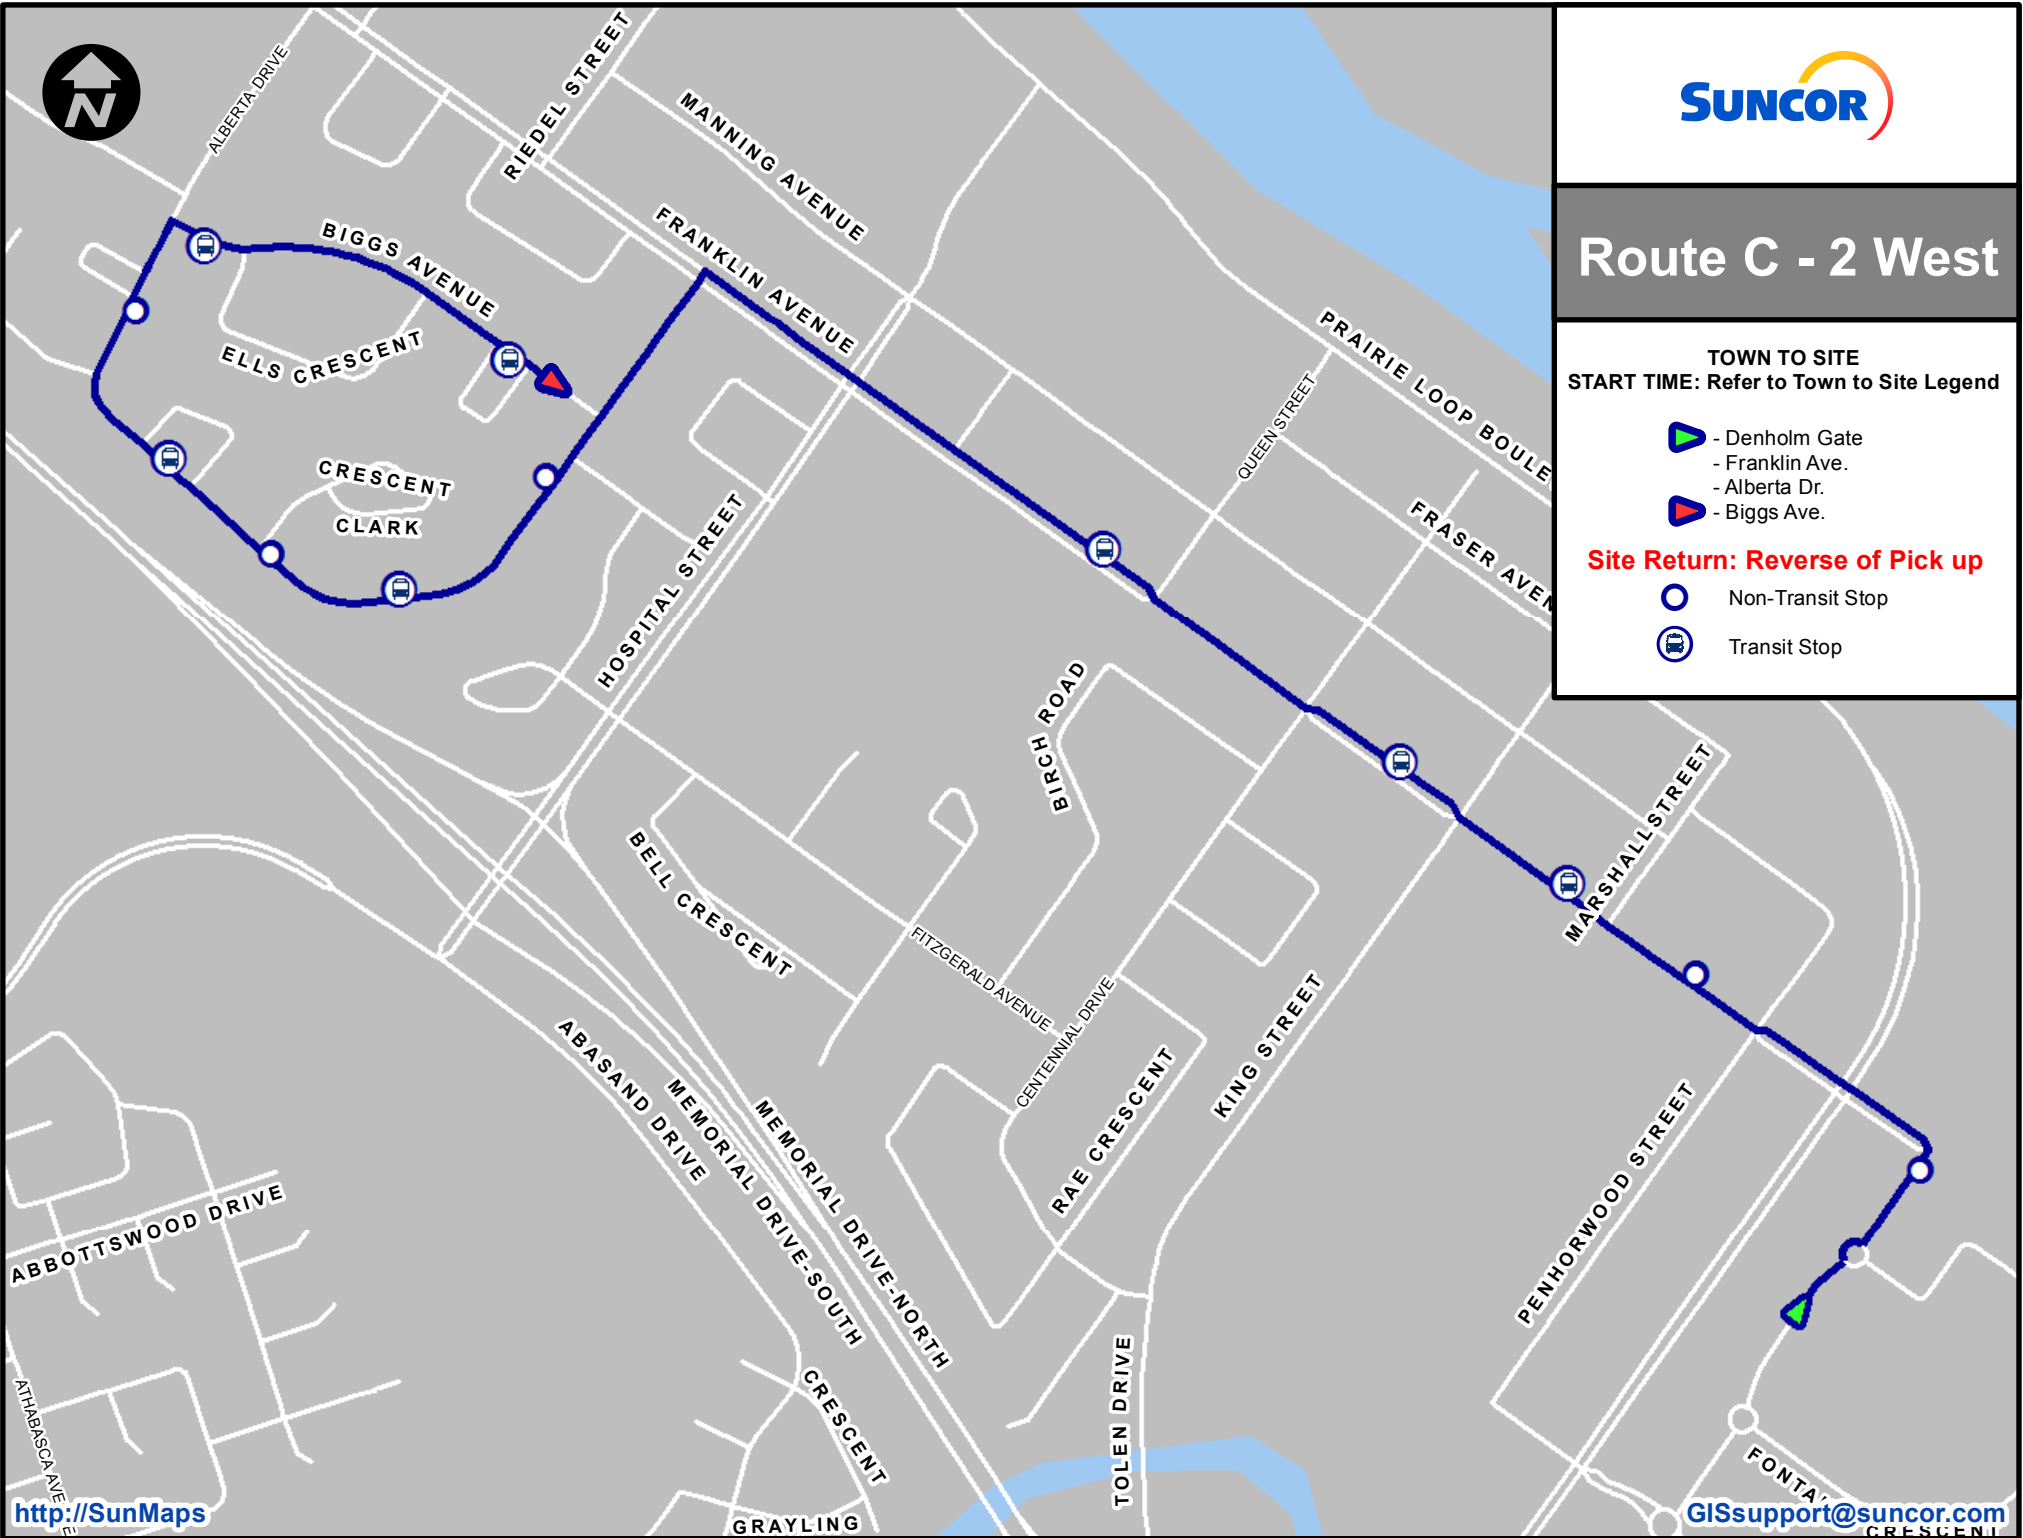 N
SUNCOR
Route C - 2 West
TOWN TO SITE
START TIME: Refer to Town to Site Legend
- Denholm Gate
- Franklin Ave.
- Alberta Dr.
- Biggs Ave.
Site Return: Reverse of Pick up
Non-Transit Stop
Transit Stop
ALBERTA DRIVE
RIEDEL STREET
MANNING AVENUE
BIGGS AVENUE
FRANKLIN AVENUE
ELLS CRESCENT
CRESCENT
CLARK
HOSPITAL STREET
QUEEN STREET
PRAIRIE LOOP BOULE
FRASER AVEN
BIRCH ROAD
MARSHALL STREET
BELL CRESCENT
FITZGERALD AVENUE
CENTENNIAL DRIVE
KING STREET
RAE CRESCENT
ABASAND DRIVE
MEMORIAL DRIVE-SOUTH
MEMORIAL DRIVE-NORTH
PENHORWOOD STREET
ABBOTTSWOOD DRIVE
TOLEN DRIVE
CRESCENT
ATHABASCA AVE
FONTA
GRAYLING
CRESCENT
http://SunMaps
GISsupport@suncor.com